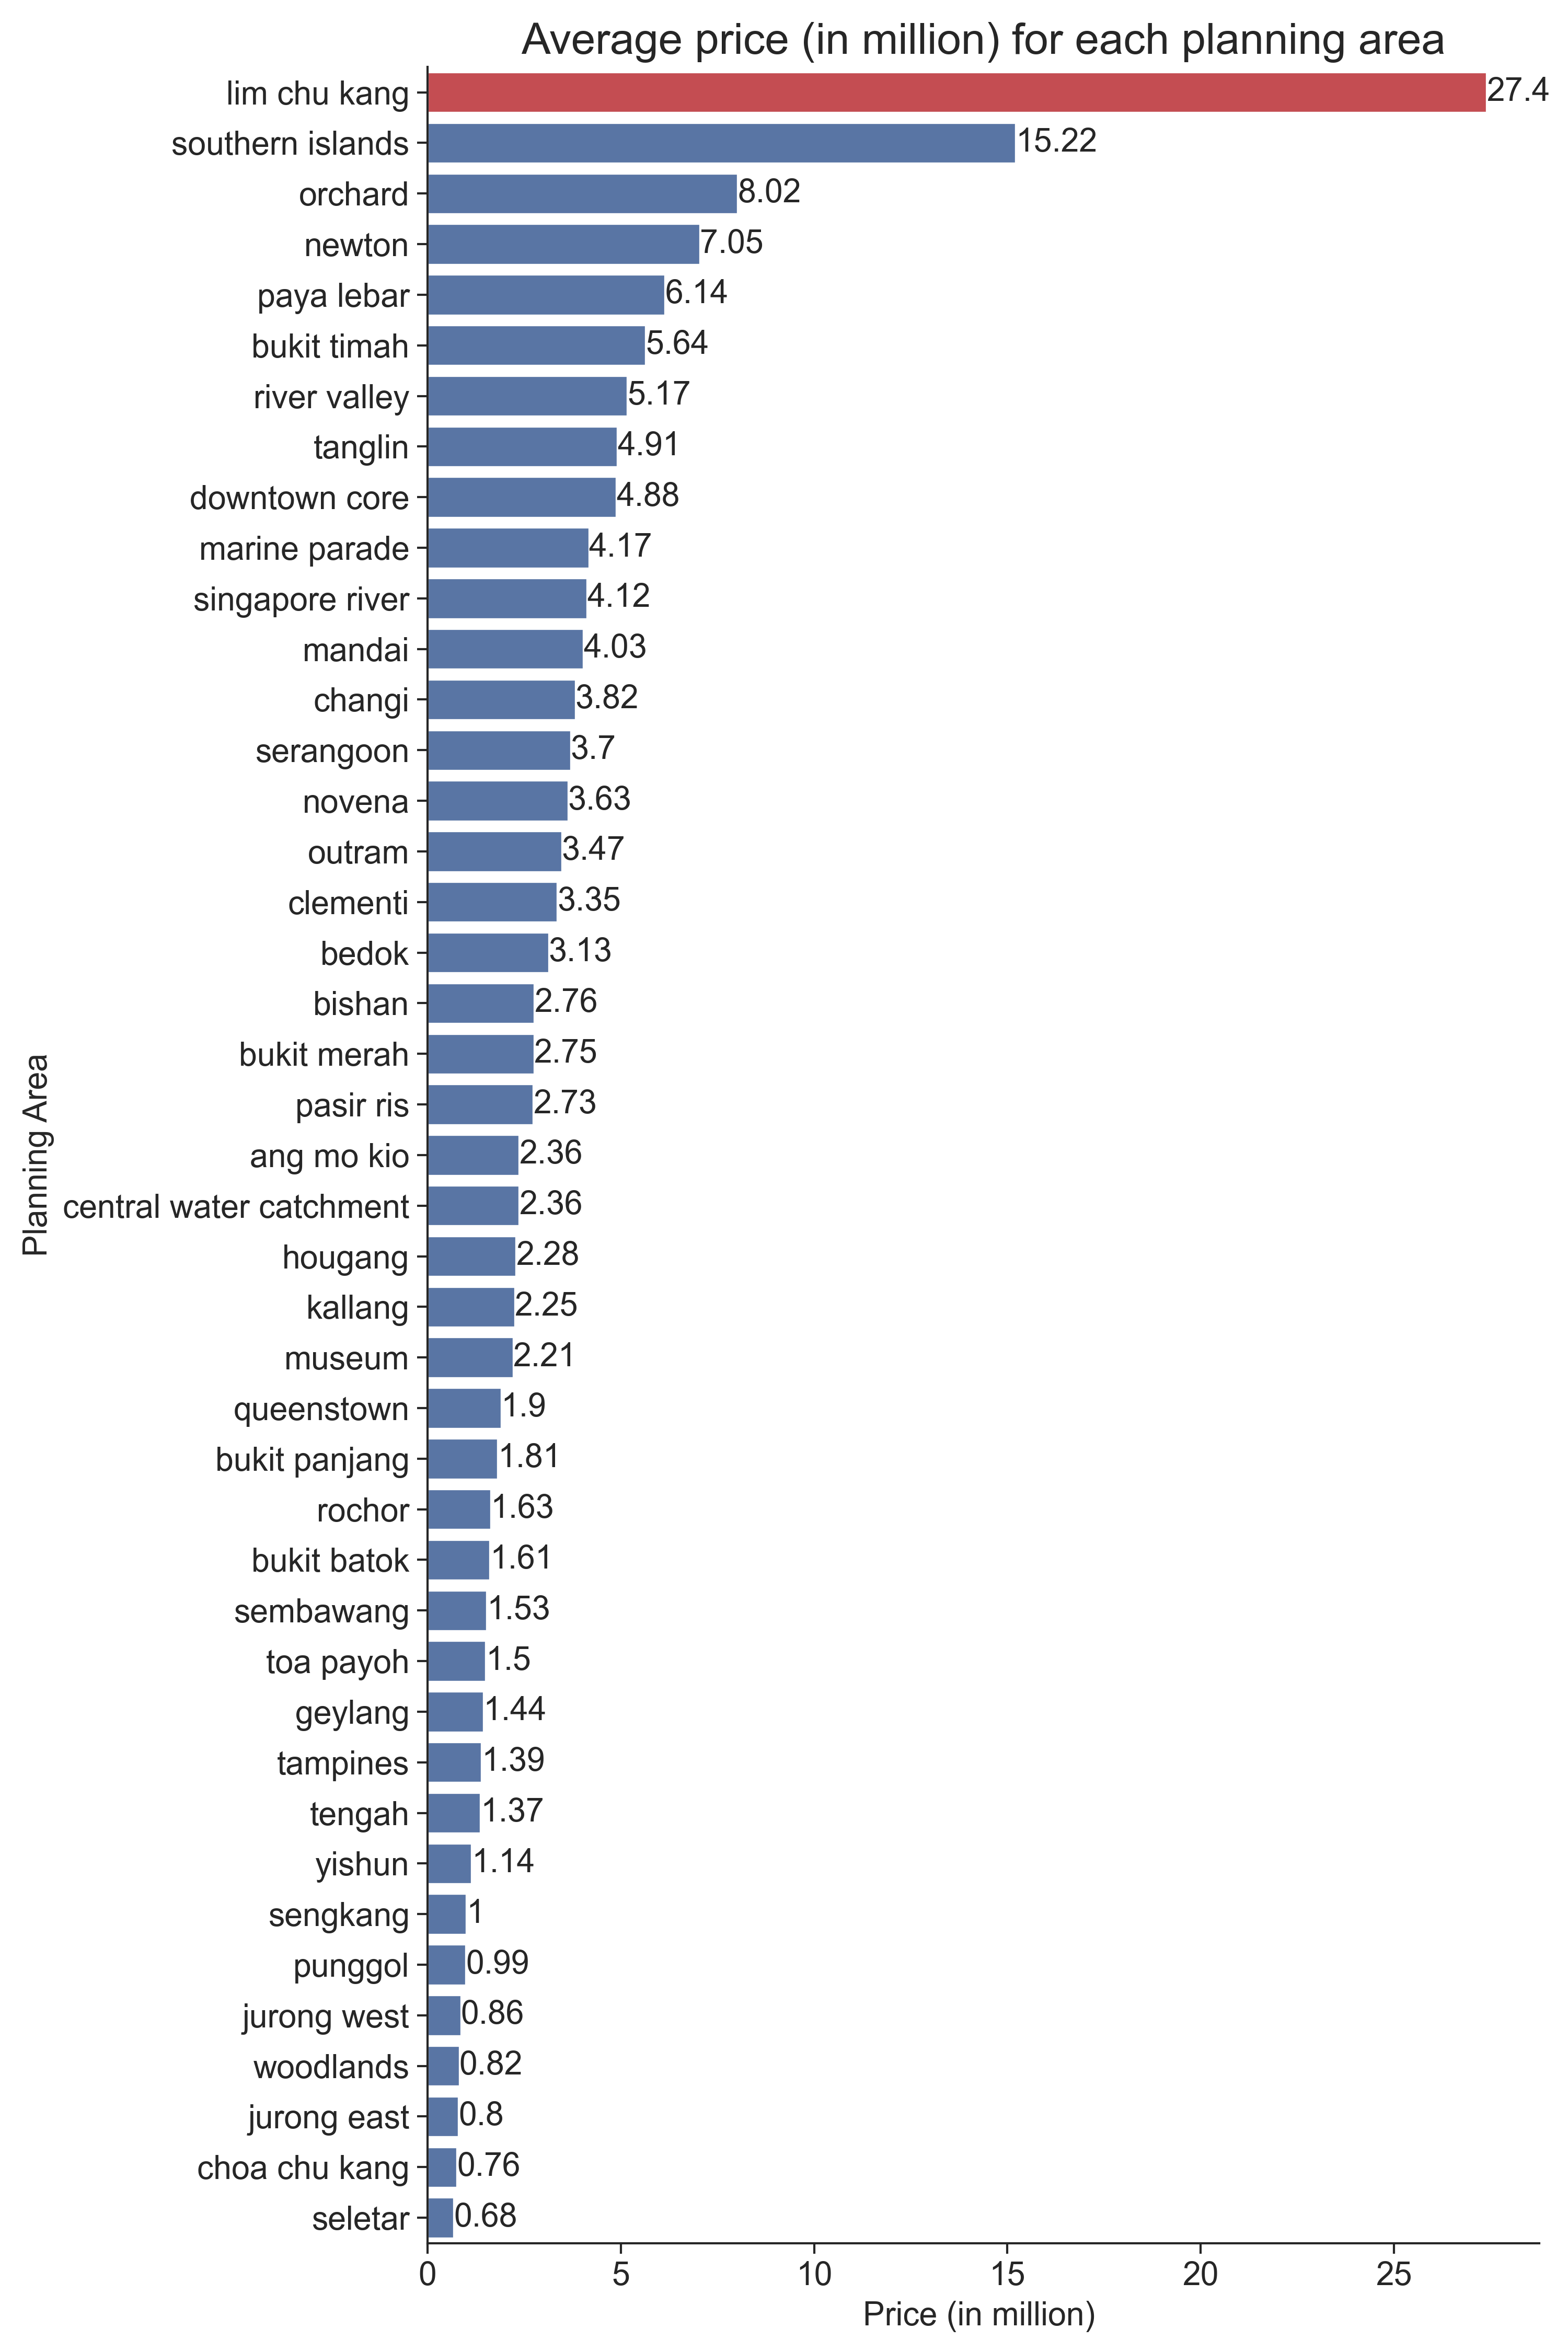 Average price (in million) for each planning area
lim chu kang 27.4
southern islands 15.22
orchard 8.02
newton 7.05
paya lebar 6.14
bukit timah 5.64
river valley 5.17
tanglin 4.91
downtown core 4.88
marine parade 4.17
singapore river 4.12
mandai 4.03
changi 3.82
serangoon 3.7
novena 3.63
outram 3.47
clementi 3.35
bedok 3.13
bishan 2.76
bukit merah 2.75
pasir ris 2.73
ang mo kio 2.36
central water catchment 2.36
hougang 2.28
kallang 2.25
museum 2.21
queenstown 1.9
bukit panjang 1.81
rochor 1.63
bukit batok 1.61
sembawang 1.53
toa payoh 1.5
geylang 1.44
tampines 1.39
tengah 1.37
yishun 1.14
sengkang 1
punggol 0.99
jurong west 0.86
woodlands 0.82
jurong east 0.8
choa chu kang 0.76
seletar 0.68
Planning Area
0 5 10 15 20 25
Price (in million)